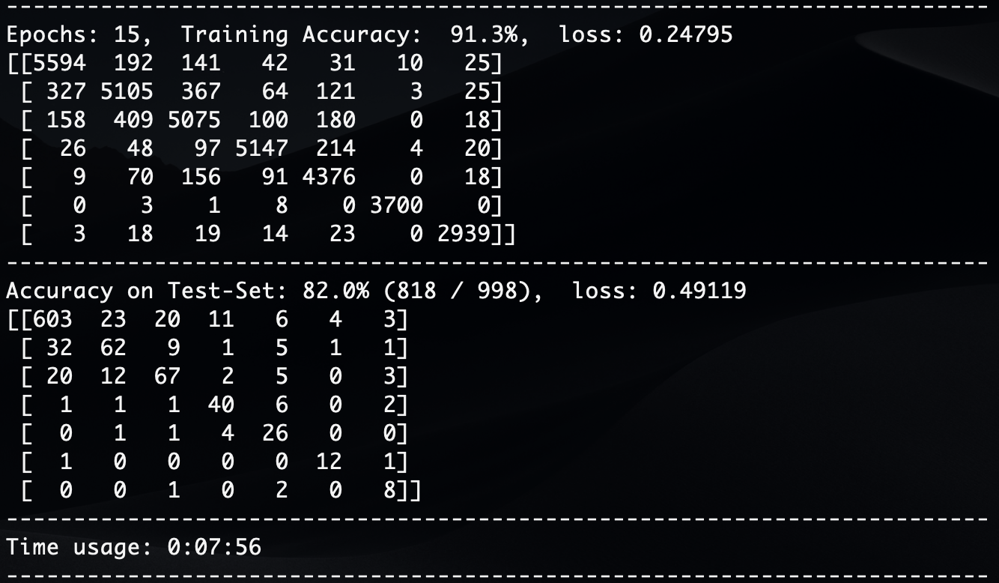 -------------------------------------------------------------------------
Epochs: 15,  Training Accuracy:  91.3%,  loss: 0.24795
[[5594  192  141   42   31   10   25]
 [ 327 5105  367   64  121    3   25]
 [ 158  409 5075  100  180    0   18]
 [  26   48   97 5147  214    4   20]
 [   9   70  156   91 4376    0   18]
 [   0    3    1    8    0 3700    0]
 [   3   18   19   14   23    0 2939]]
-------------------------------------------------------------------------
Accuracy on Test-Set: 82.0% (818 / 998),  loss: 0.49119
[[603  23  20  11   6   4   3]
 [ 32  62   9   1   5   1   1]
 [ 20  12  67   2   5   0   3]
 [  1   1   1  40   6   0   2]
 [  0   1   1   4  26   0   0]
 [  1   0   0   0   0  12   1]
 [  0   0   1   0   2   0   8]]
-------------------------------------------------------------------------
Time usage: 0:07:56
-------------------------------------------------------------------------